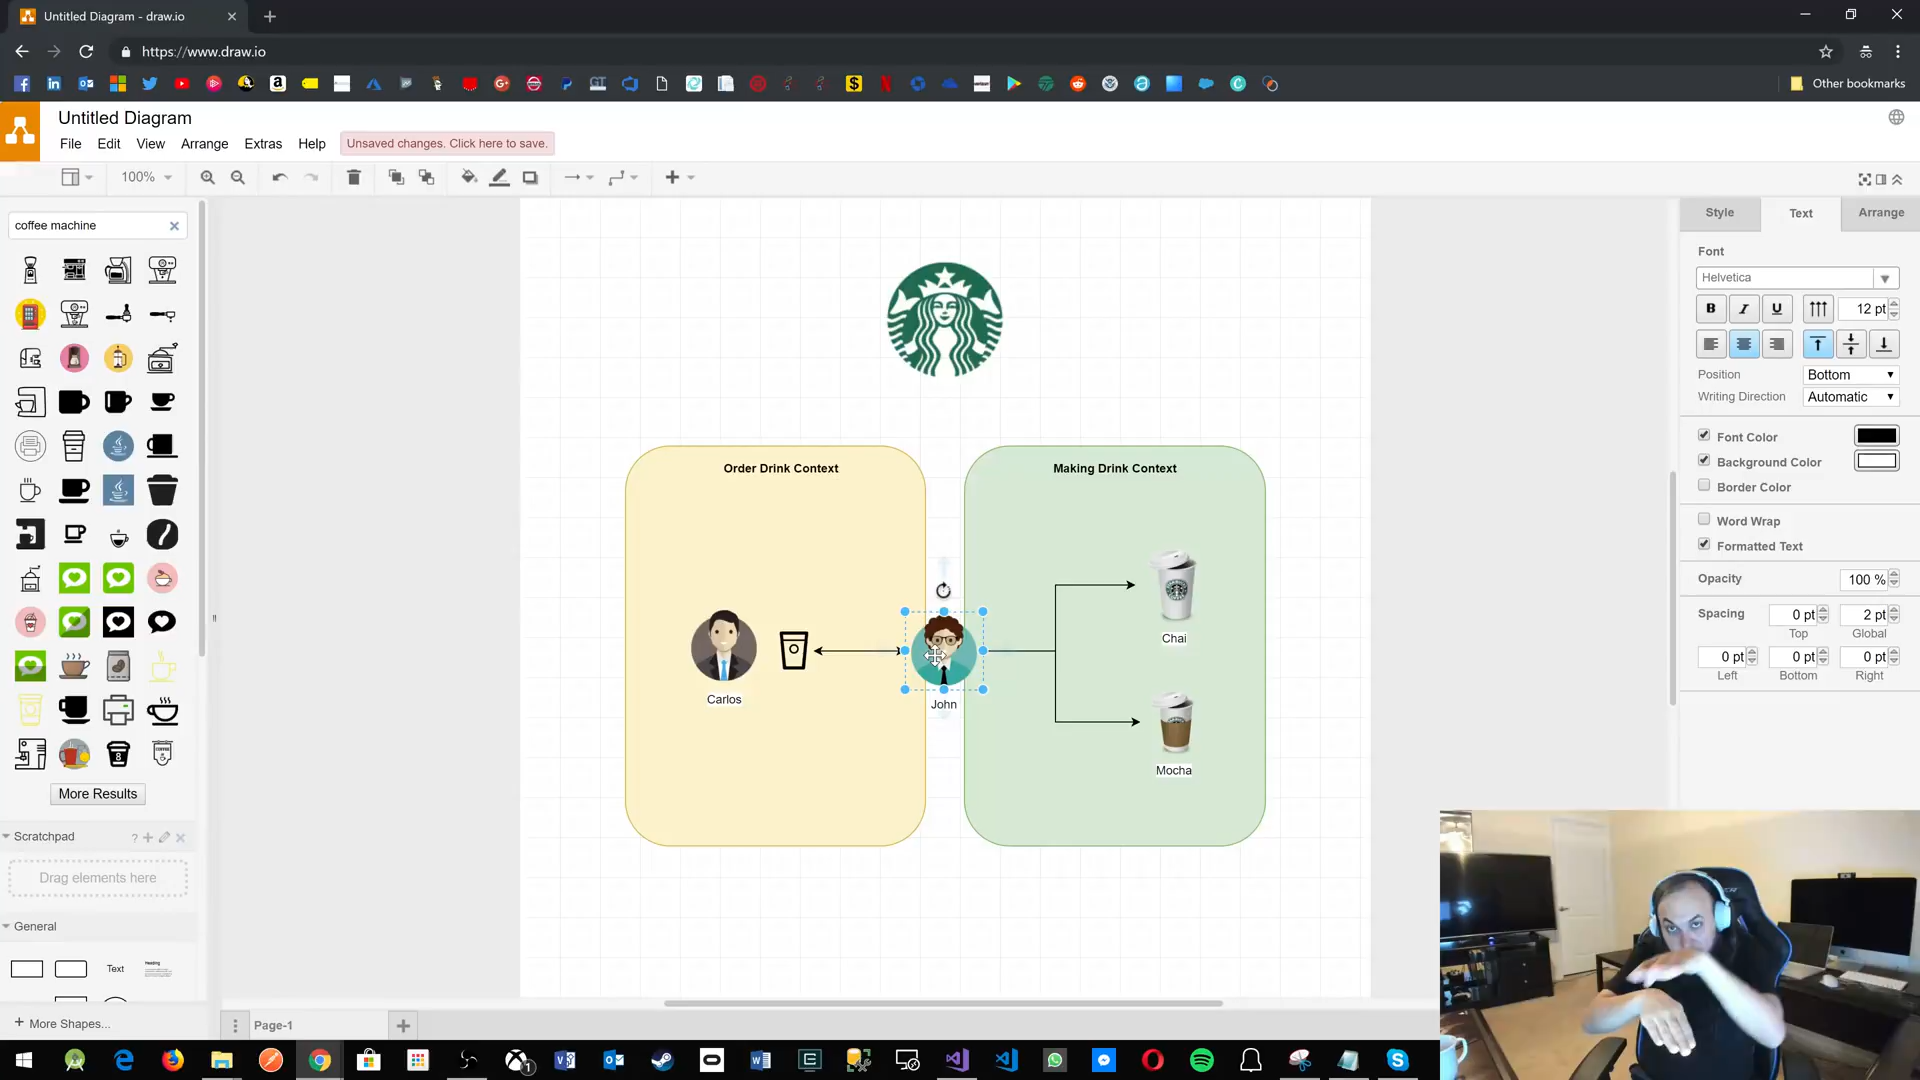 Untitled Diagram - draw.io
https://www.draw.io
Other bookmarks
Untitled Diagram
File Edit View Arrange Extras Help Unsaved changes. Click here to save.
100%
coffee machine
Style Text Arrange
Font
Helvetica
B I U 12 pt
Position Bottom
Writing Direction Automatic
Font Color
Background Color
Border Color
Word Wrap
Formatted Text
Opacity 100 %
Spacing 0 pt 2 pt
Top Global
0 pt 0 pt 0 pt
Left Bottom Right
Order Drink Context
Making Drink Context
Carlos
John
Chai
Mocha
More Results
Scratchpad ?
Drag elements here
General
Text
Heading
+ More Shapes...
Page-1